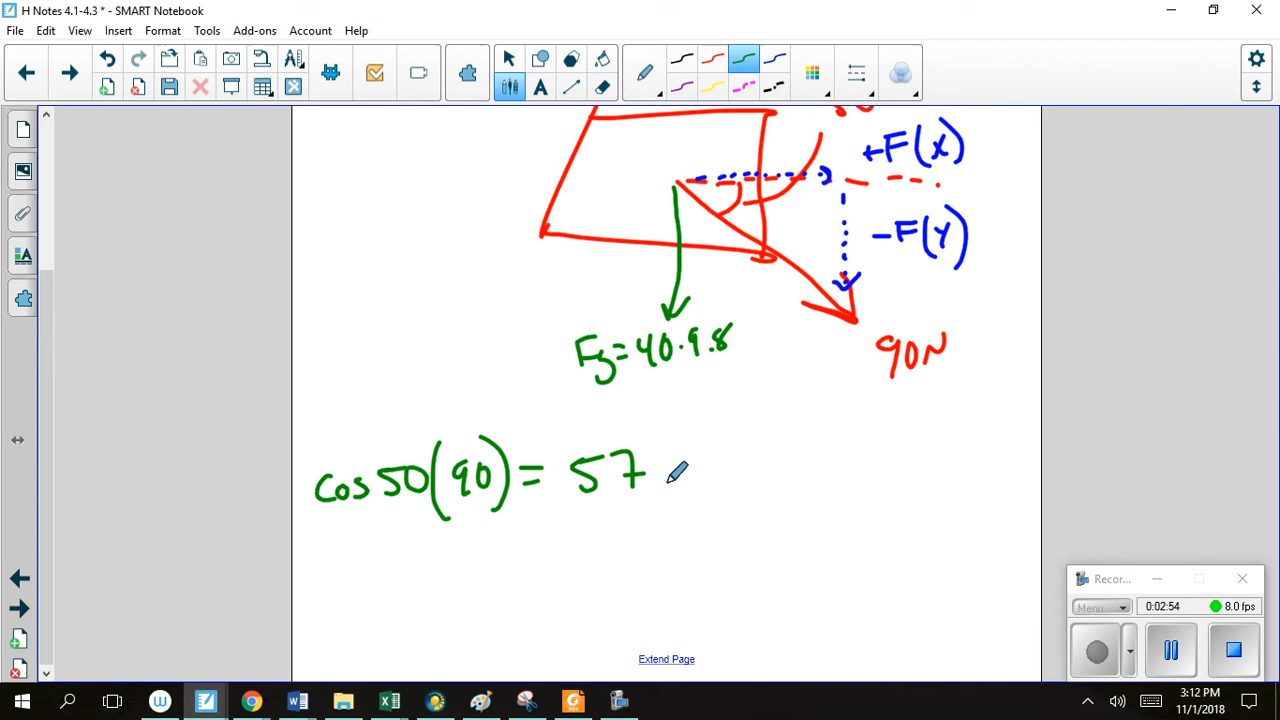 H Notes 4.1-4.3 * - SMART Notebook
File Edit View Insert Format Tools Add-ons Account Help
+F(x)
-F(y)
Fg=40·9.8
90N
cos50(90)= 57
Extend Page
Recor...
Menu
0:02:54
8.0 fps
3:12 PM
11/1/2018